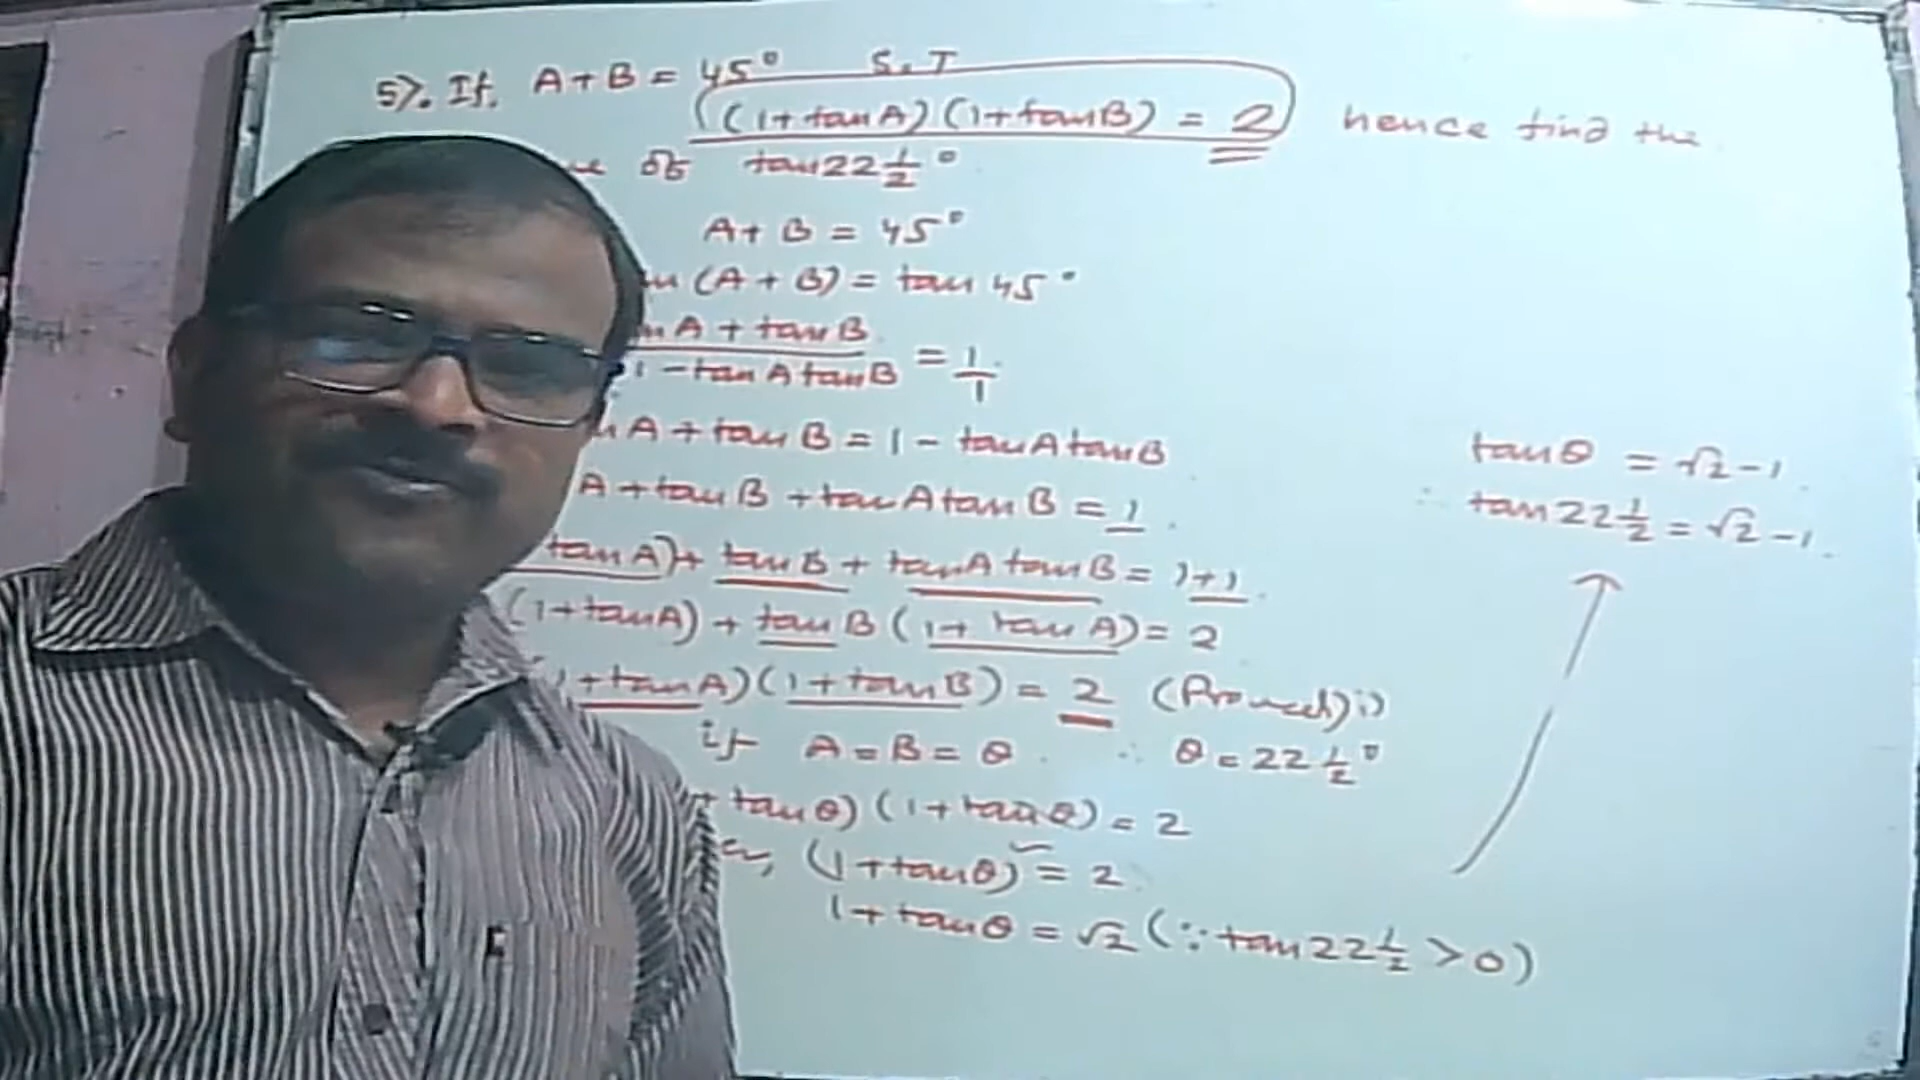 5). If. A+B = 45° S.T
(1+tanA)(1+tanB) = 2 hence find the
of tan22½°
A+B = 45°
(A+B) = tan 45°
A + tanB
1 - tanA tanB = 1/1
A + tanB = 1 - tanA tanB
A + tanB + tanA tanB = 1
tanA) + tanB + tanA tanB = 1+1
(1+tanA) + tanB (1+ tanA) = 2
1+tanA)(1+tanB) = 2 (Proved) i)
if A = B = θ ∴ θ = 22½°
+ tanθ) (1+tanθ) = 2
(1+tanθ)² = 2
1+tanθ = √2 (∵ tan22½ > 0)
tanθ = √2-1
∴ tan22½ = √2-1